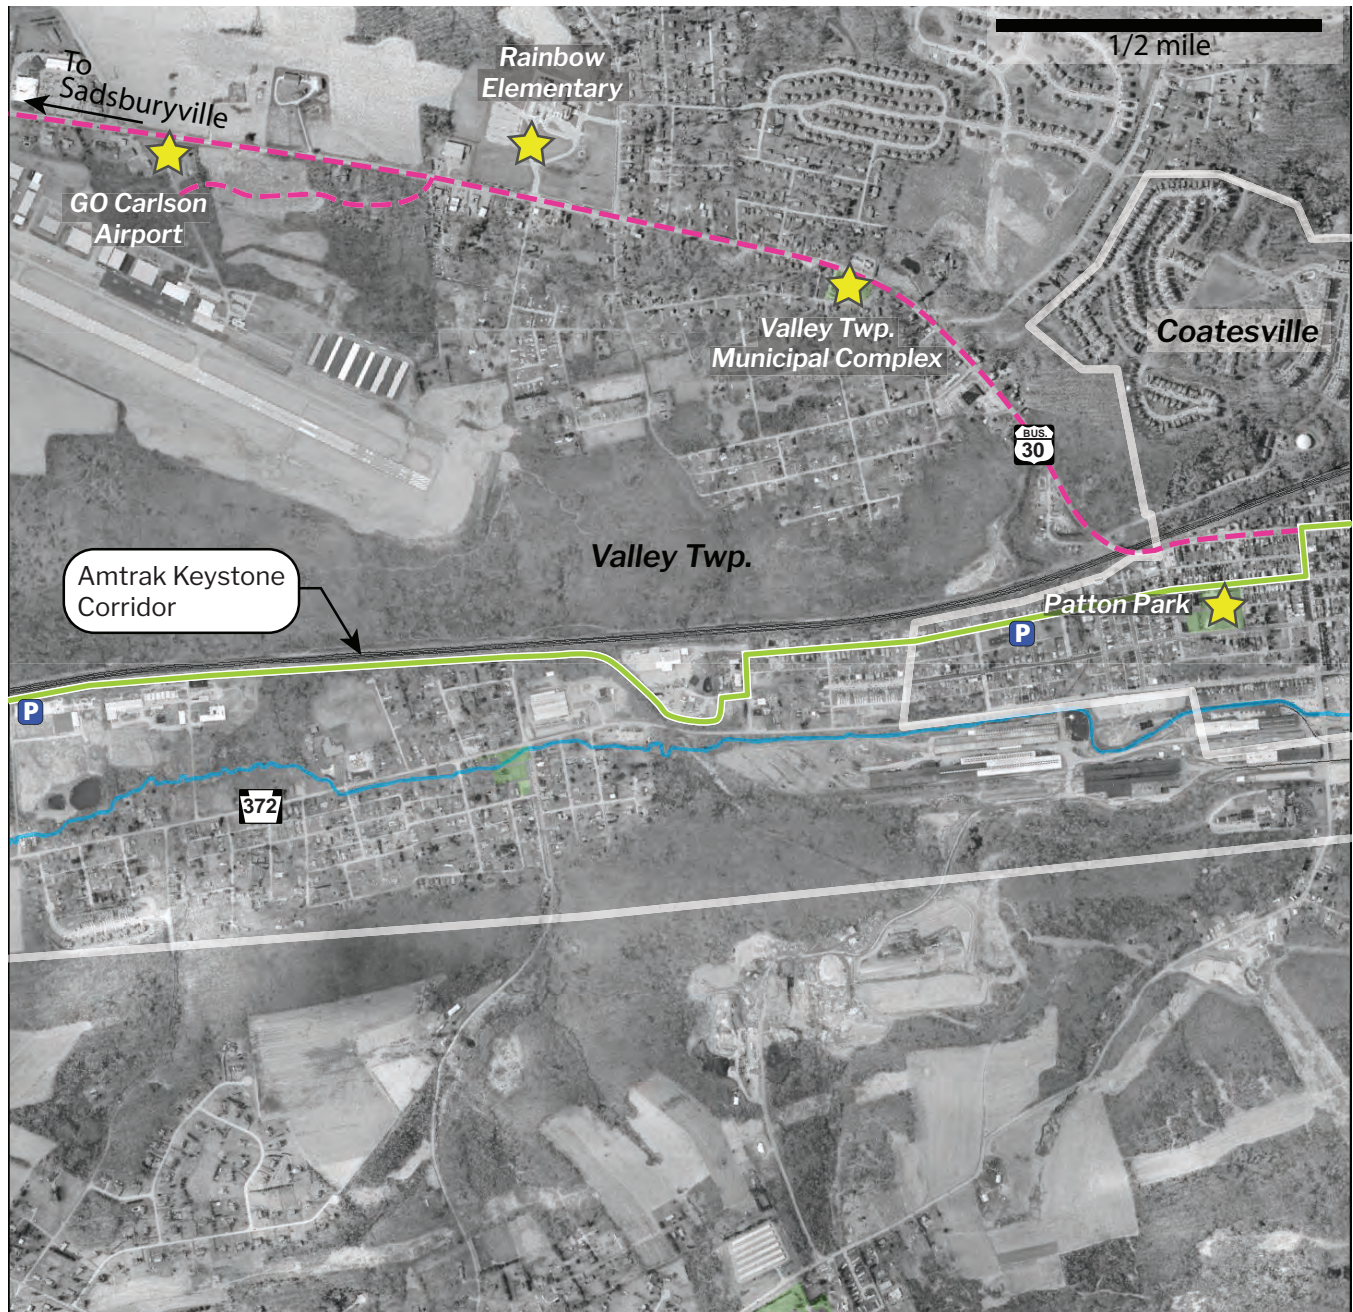 1/2 mile
To
Sadsburyville
Rainbow
Elementary
GO Carlson
Airport
Valley Twp.
Municipal Complex
Coatesville
BUS.
30
Valley Twp.
Amtrak Keystone
Corridor
Patton Park
P
P
372